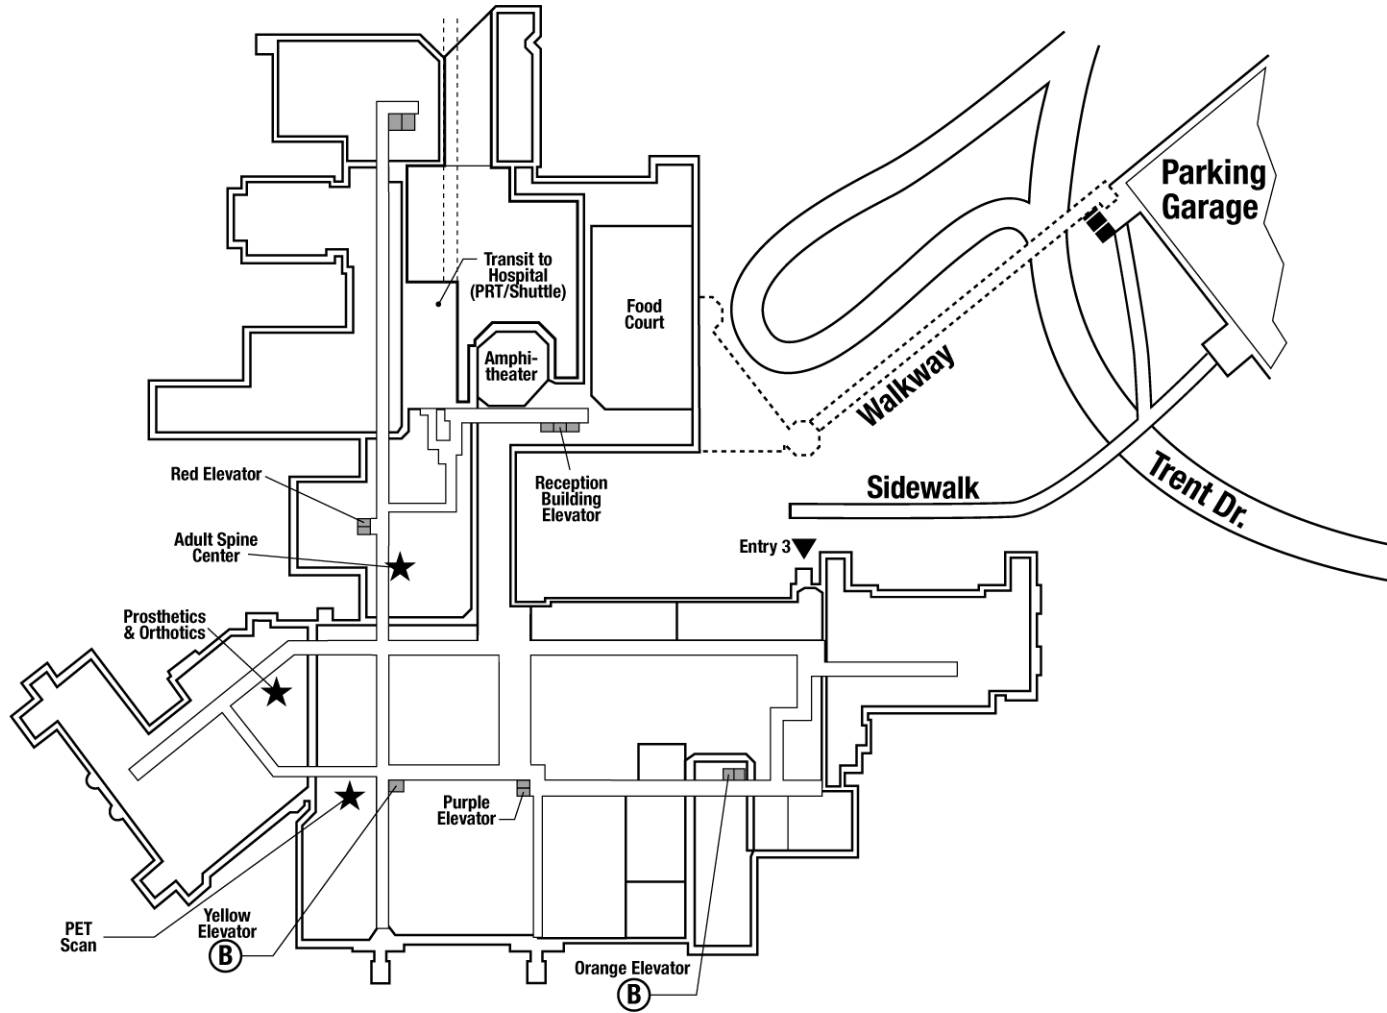 Parking
Garage
Transit to
Hospital
(PRT/Shuttle)
Food
Court
Amphi-
theater
Walkway
Red Elevator
Reception
Building
Elevator
Sidewalk
Trent Dr.
Adult Spine
Center
Entry 3
Prosthetics
& Orthotics
Purple
Elevator
PET
Scan
Yellow
Elevator
B
Orange Elevator
B